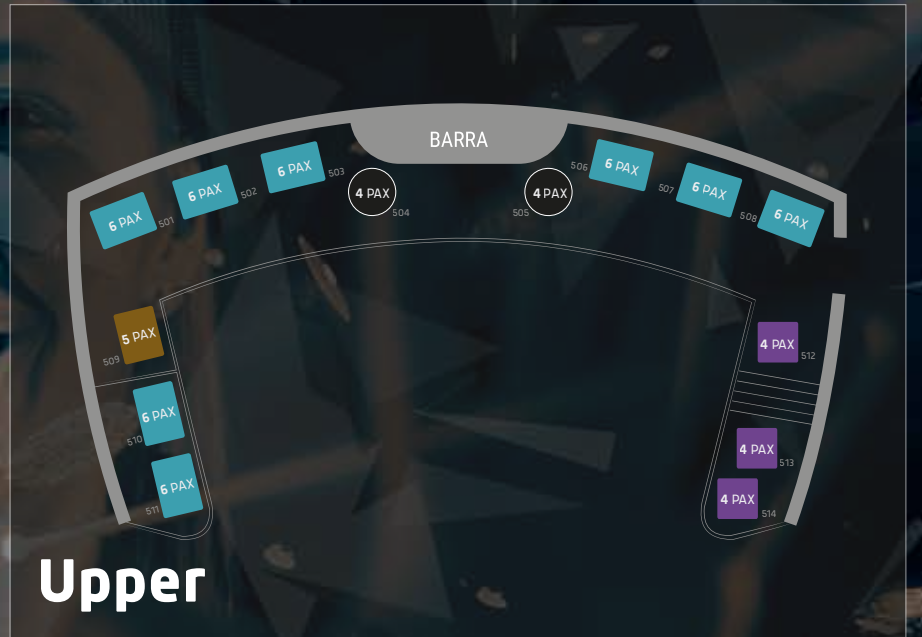 BARRA
6 PAX
501
6 PAX
502
6 PAX
503
4 PAX
504
4 PAX
505
506
6 PAX
507
6 PAX
508
6 PAX
5 PAX
509
6 PAX
510
6 PAX
511
4 PAX
512
4 PAX
513
4 PAX
514
Upper